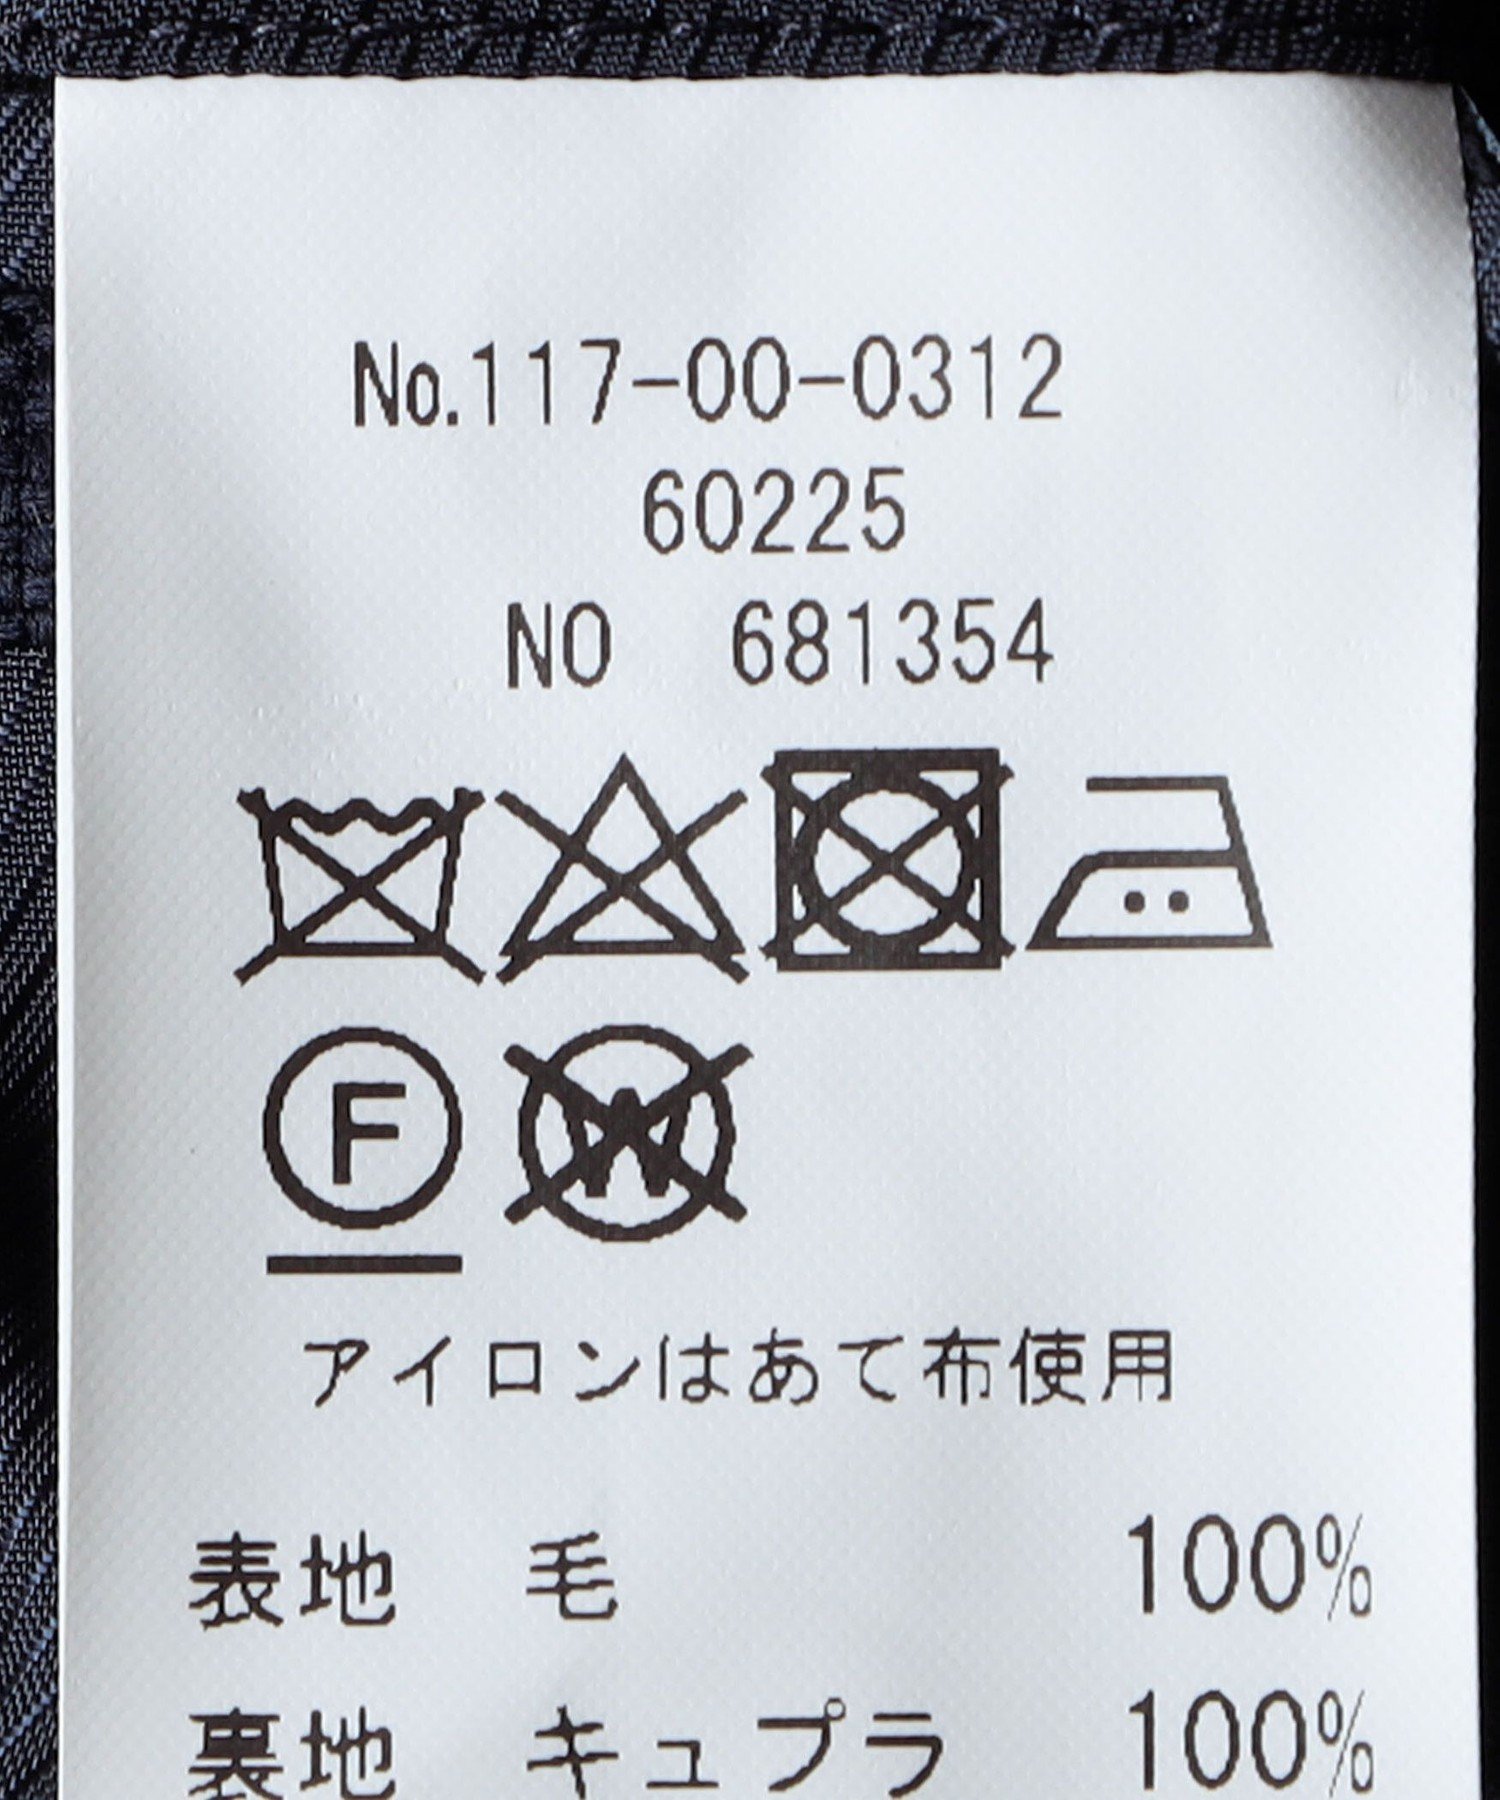 No.117-00-0312
60225
NO 681354
F W
アイロンはあて布使用
表地 毛 100%
裏地 キュプラ 100%